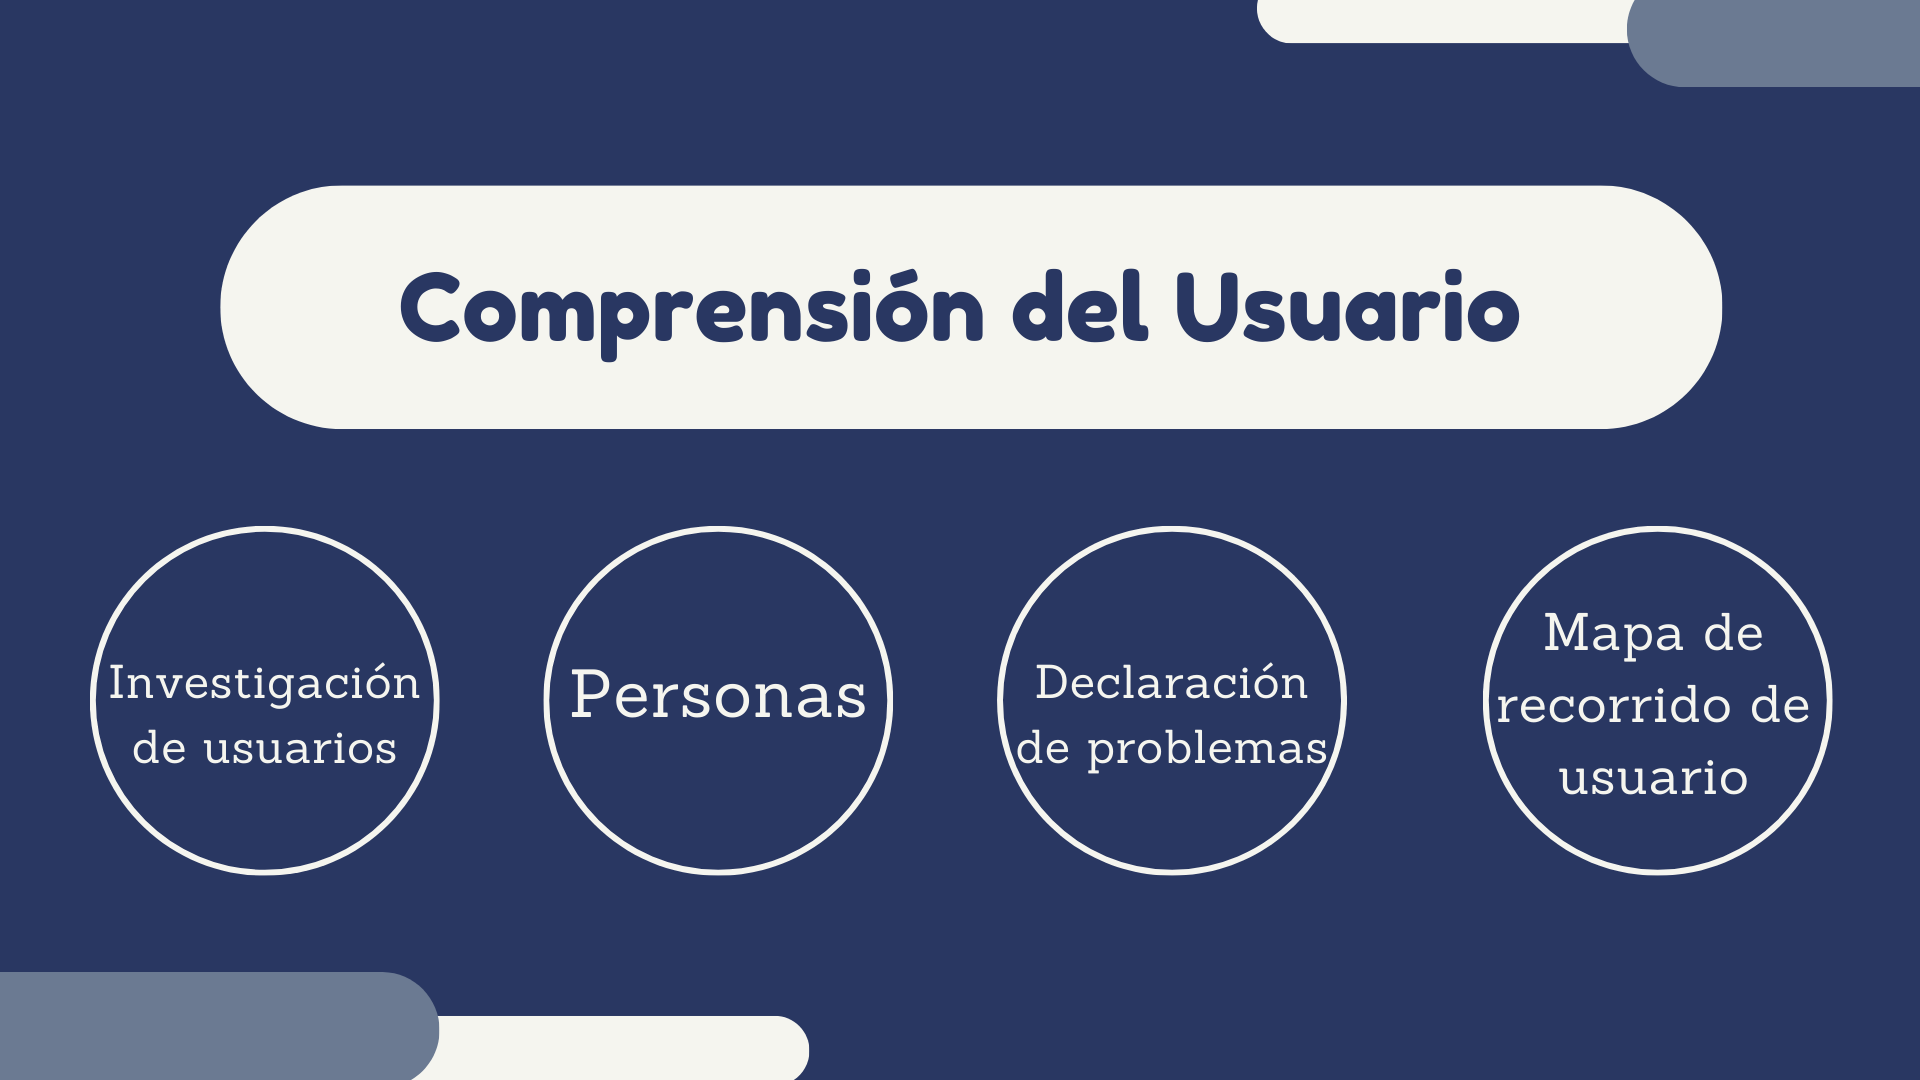 Comprensión del Usuario
Investigación
de usuarios
Personas
Declaración
de problemas
Mapa de
recorrido de
usuario